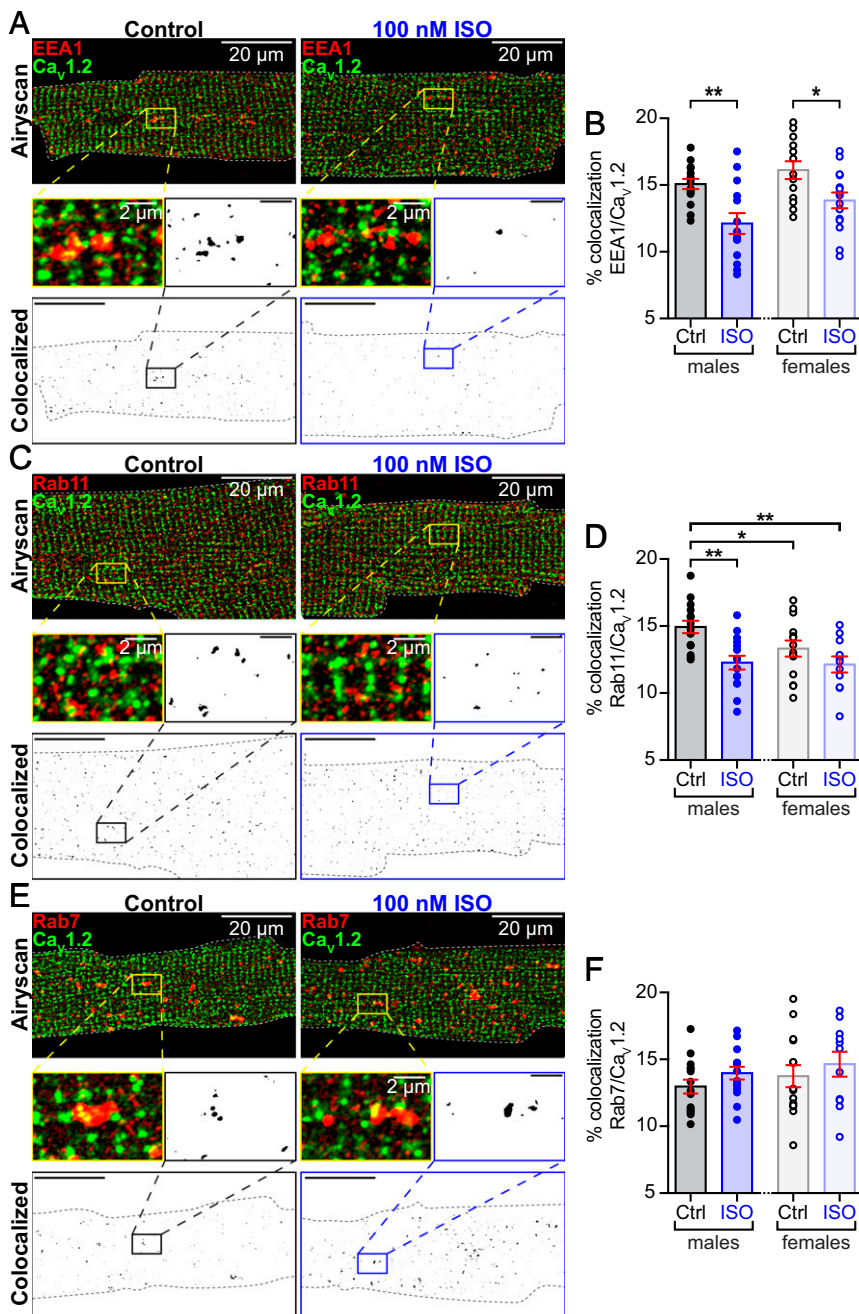 A
Control
100 nM ISO
Airyscan
EEA1
CaV1.2
20 µm
EEA1
CaV1.2
20 µm
2 µm
2 µm
Colocalized
B
% colocalization
EEA1/CaV1.2
20
15
10
5
**
*
Ctrl ISO Ctrl ISO
males females
C
Control
100 nM ISO
Airyscan
Rab11
CaV1.2
20 µm
Rab11
CaV1.2
20 µm
2 µm
2 µm
Colocalized
D
% colocalization
Rab11/CaV1.2
20
15
10
5
**
*
**
Ctrl ISO Ctrl ISO
males females
E
Control
100 nM ISO
Airyscan
Rab7
CaV1.2
20 µm
Rab7
CaV1.2
20 µm
2 µm
2 µm
Colocalized
F
% colocalization
Rab7/CaV1.2
20
15
10
5
Ctrl ISO Ctrl ISO
males females